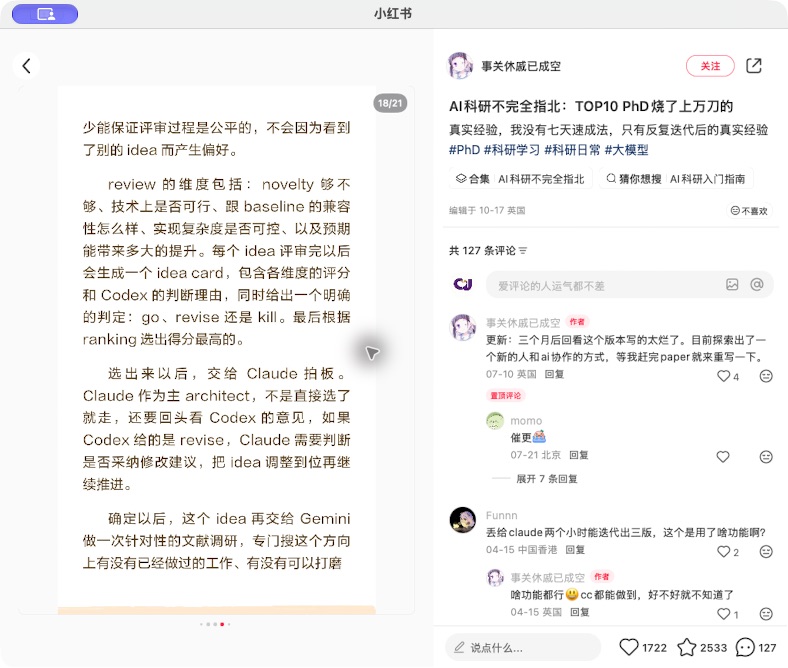 小红书
18/21
少能保证评审过程是公平的，不会因为看到
了别的 idea 而产生偏好。
review 的维度包括：novelty 够不
够、技术上是否可行、跟 baseline 的兼容
性怎么样、实现复杂度是否可控、以及预期
能带来多大的提升。每个 idea 评审完以后
会生成一个 idea card，包含各维度的评分
和 Codex 的判断理由，同时给出一个明确
的判定：go、revise 还是 kill。最后根据
ranking 选出得分最高的。
选出来以后，交给 Claude 拍板。
Claude 作为主 architect，不是直接选了
就走，还要回头看 Codex 的意见，如果
Codex 给的是 revise，Claude 需要判断
是否采纳修改建议，把 idea 调整到位再继
续推进。
确定以后，这个 idea 再交给 Gemini
做一次针对性的文献调研，专门搜这个方向
上有没有已经做过的工作、有没有可以打磨
事关休戚已成空
关注
AI科研不完全指北：TOP10 PhD烧了上万刀的
真实经验，我没有七天速成法，只有反复迭代后的真实经验
#PhD #科研学习 #科研日常 #大模型
合集 AI科研不完全指北
猜你想搜 AI科研入门指南
编辑于 10-17 英国
不喜欢
共 127 条评论
CJ
爱评论的人运气都不差
事关休戚已成空 作者
更新：三个月后回看这个版本写的太烂了。目前探索出了一
个新的人和ai协作的方式，等我赶完paper就来重写一下。
07-10 英国 回复
4
置顶评论
momo
催更
07-21 北京 回复
展开 7 条回复
Funnn
丢给claude两个小时能迭代出三版，这个是用了啥功能啊?
04-15 中国香港 回复
2
事关休戚已成空 作者
啥功能都行😃cc都能做到，好不好就不知道了
04-15 英国 回复
1
说点什么...
1722
2533
127